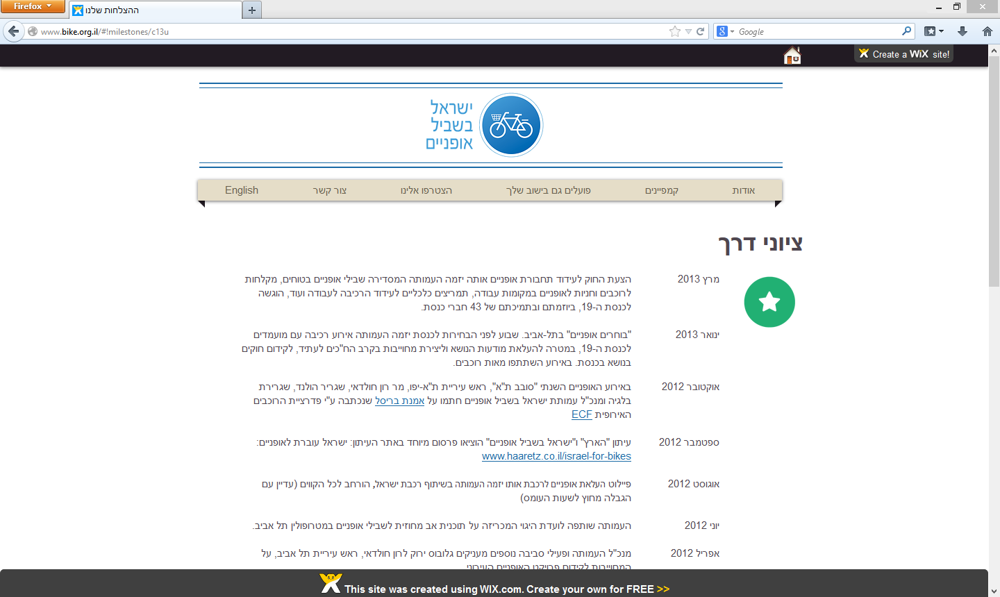 Firefox
ההצלחות שלנו
www.bike.org.il/#!milestones/c13u
Google
Create a WiX site!
ישראל
בשביל
אופניים
אודות
קמפיינים
פועלים גם בישוב שלך
הצטרפו אלינו
צור קשר
English
ציוני דרך
מרץ 2013
הצעת החוק לעידוד תחבורת אופניים אותה יזמה העמותה המסדירה שבילי אופניים בטוחים, מקלחות
לרוכבים וחניות לאופניים במקומות עבודה, תמריצים כלכליים לעידוד הרכיבה לעבודה ועוד, הוגשה
לכנסת ה-19, ביוזמתם ובתמיכתם של 43 חברי כנסת.
ינואר 2013
"בוחרים אופניים" בתל-אביב. שבוע לפני הבחירות לכנסת יזמה העמותה אירוע רכיבה עם מועמדים
לכנסת ה-19, במטרה להעלאת מודעות הנושא וליצירת מחוייבות בקרב הח"כים לעתיד, לקידום חוקים
בנושא בכנסת. באירוע השתתפו מאות רוכבים.
אוקטובר 2012
באירוע האופניים השנתי "סובב ת"א", ראש עיריית ת"א-יפו, מר רון חולדאי, שגריר הולנד, שגרירת
בלגיה ומנכ"ל עמותת ישראל בשביל אופניים חתמו על אמנת בריסל שנכתבה ע"י פדרציית הרוכבים
האירופית ECF
ספטמבר 2012
עיתון "הארץ" ו"ישראל בשביל אופניים" הוציאו פרסום מיוחד באתר העיתון: ישראל עוברת לאופניים:
www.haaretz.co.il/israel-for-bikes
אוגוסט 2012
פיילוט העלאת אופניים לרכבת אותו יזמה העמותה בשיתוף רכבת ישראל, הורחב לכל הקווים (עדיין עם
הגבלה מחוץ לשעות העומס)
יוני 2012
העמותה שותפה לועדת היגוי המכריזה על תוכנית אב מחוזית לשבילי אופניים במטרופולין תל אביב.
אפריל 2012
מנכ"ל העמותה ופעילי סביבה נוספים מעניקים גלובוס ירוק לרון חולדאי, ראש עיריית תל אביב, על
המחוייבות לקידום פרויקט האופניים העירוני
This site was created using WIX.com. Create your own for FREE >>